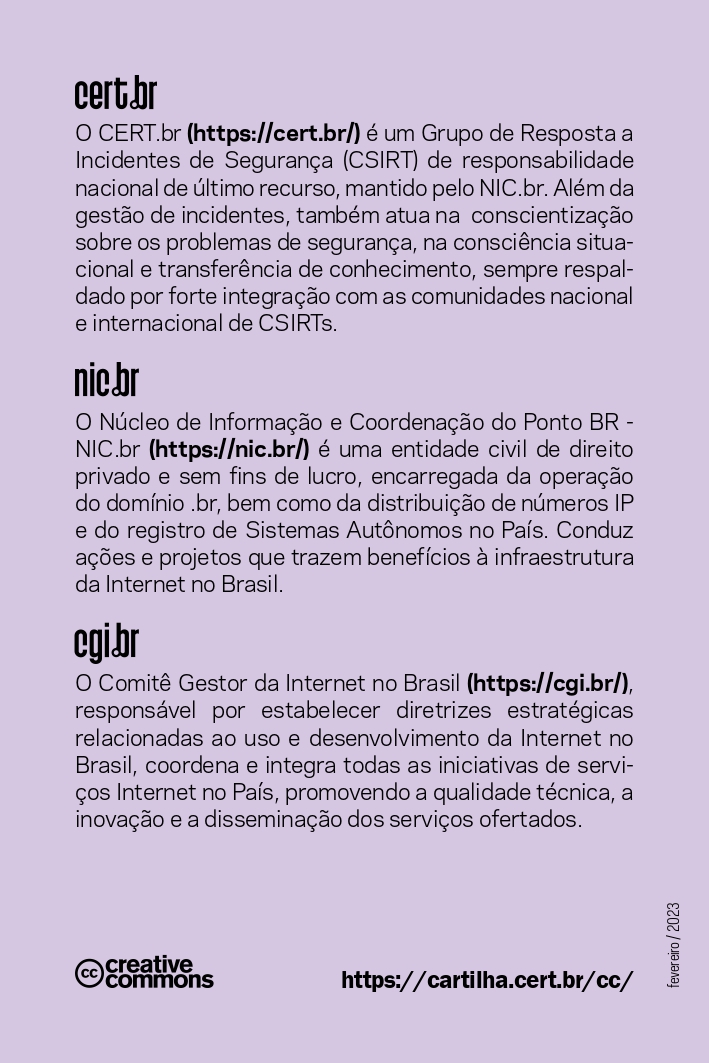 cert.br
O CERT.br (https://cert.br/) é um Grupo de Resposta a
Incidentes de Segurança (CSIRT) de responsabilidade
nacional de último recurso, mantido pelo NIC.br. Além da
gestão de incidentes, também atua na conscientização
sobre os problemas de segurança, na consciência situa-
cional e transferência de conhecimento, sempre respal-
dado por forte integração com as comunidades nacional
e internacional de CSIRTs.
nic.br
O Núcleo de Informação e Coordenação do Ponto BR -
NIC.br (https://nic.br/) é uma entidade civil de direito
privado e sem fins de lucro, encarregada da operação
do domínio .br, bem como da distribuição de números IP
e do registro de Sistemas Autônomos no País. Conduz
ações e projetos que trazem benefícios à infraestrutura
da Internet no Brasil.
cgi.br
O Comitê Gestor da Internet no Brasil (https://cgi.br/),
responsável por estabelecer diretrizes estratégicas
relacionadas ao uso e desenvolvimento da Internet no
Brasil, coordena e integra todas as iniciativas de servi-
ços Internet no País, promovendo a qualidade técnica, a
inovação e a disseminação dos serviços ofertados.
cc creative
commons
https://cartilha.cert.br/cc/
fevereiro / 2023